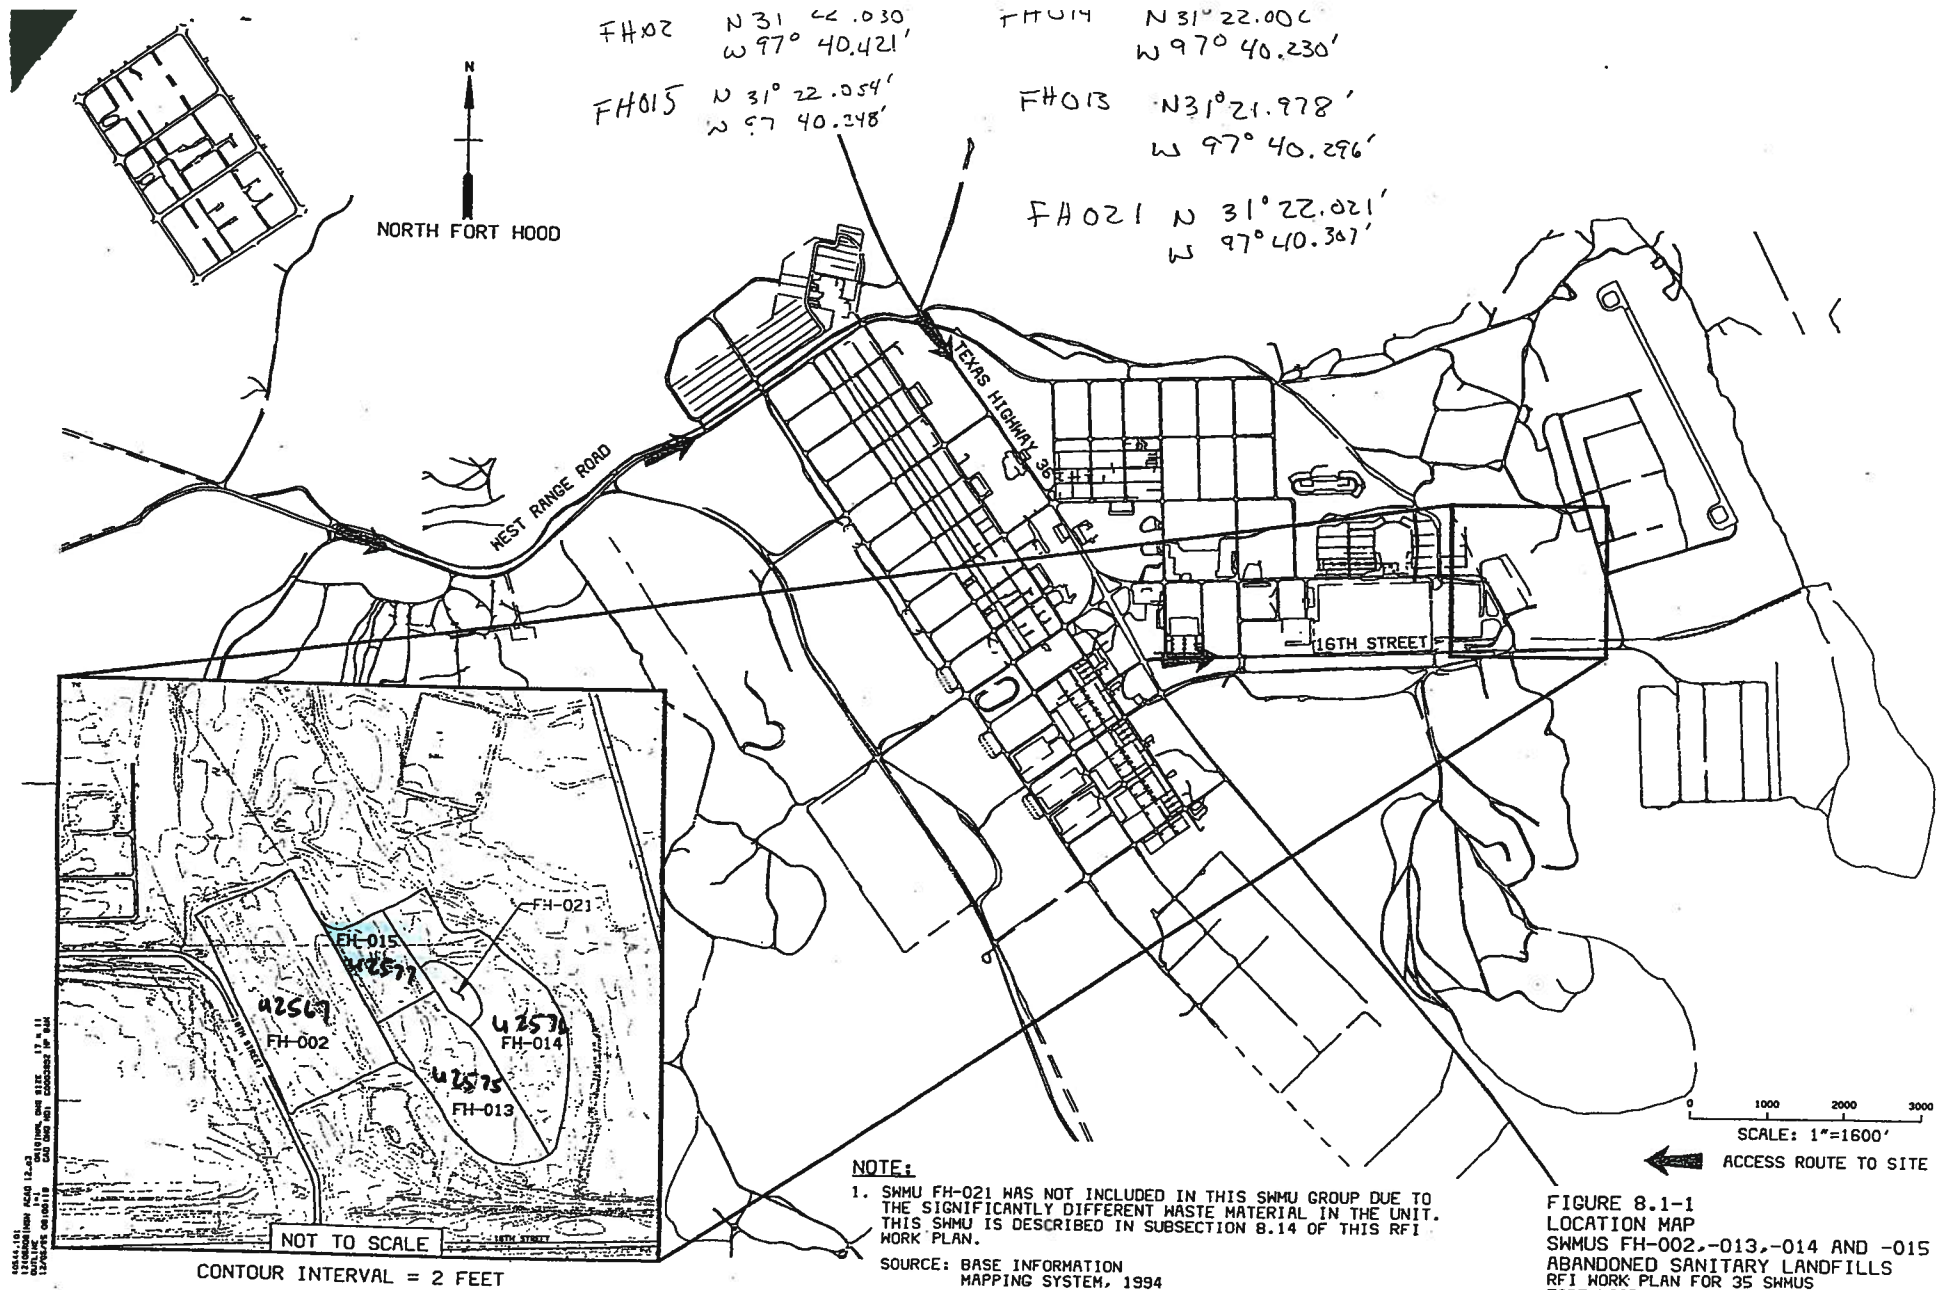 FH02 N 31 22.030
W 97° 40.421'
FH014 N 31° 22.00
W 97° 40.230'
FH015 N 31° 22.054'
W 97 40.248'
FH013 N31°21.978'
W 97° 40.296'
FH021 N 31° 22.021'
W 97° 40.307'
N
NORTH FORT HOOD
TEXAS HIGHWAY 36
WEST RANGE ROAD
16TH STREET
FH-021
FH-015
42577
42567
FH-002
FH-014
42575
FH-013
19TH STREET
16TH STREET
NOT TO SCALE
CONTOUR INTERVAL = 2 FEET
NOTE:
1. SWMU FH-021 WAS NOT INCLUDED IN THIS SWMU GROUP DUE TO
THE SIGNIFICANTLY DIFFERENT WASTE MATERIAL IN THE UNIT.
THIS SWMU IS DESCRIBED IN SUBSECTION 8.14 OF THIS RFI
WORK PLAN.
SOURCE: BASE INFORMATION
MAPPING SYSTEM, 1994
0 1000 2000 3000
SCALE: 1"=1600'
ACCESS ROUTE TO SITE
FIGURE 8.1-1
LOCATION MAP
SWMUS FH-002,-013,-014 AND -015
ABANDONED SANITARY LANDFILLS
RFI WORK PLAN FOR 35 SWMUS